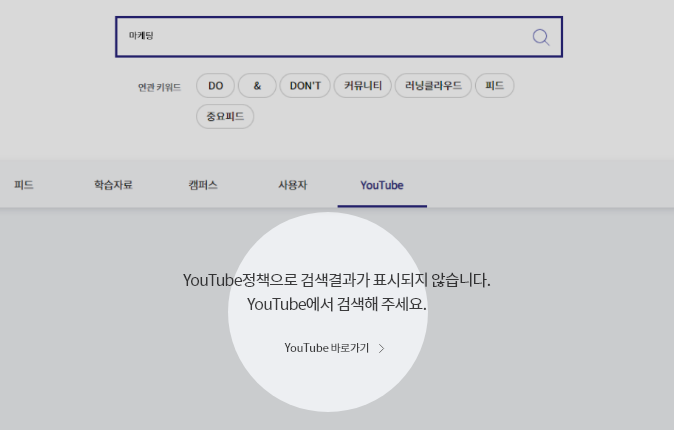 마케팅
연관 키워드 DO & DON'T 커뮤니티 러닝클라우드 피드
중요피드
피드 학습자료 캠퍼스 사용자 YouTube
YouTube정책으로 검색결과가 표시되지 않습니다.
YouTube에서 검색해 주세요.
YouTube 바로가기 >